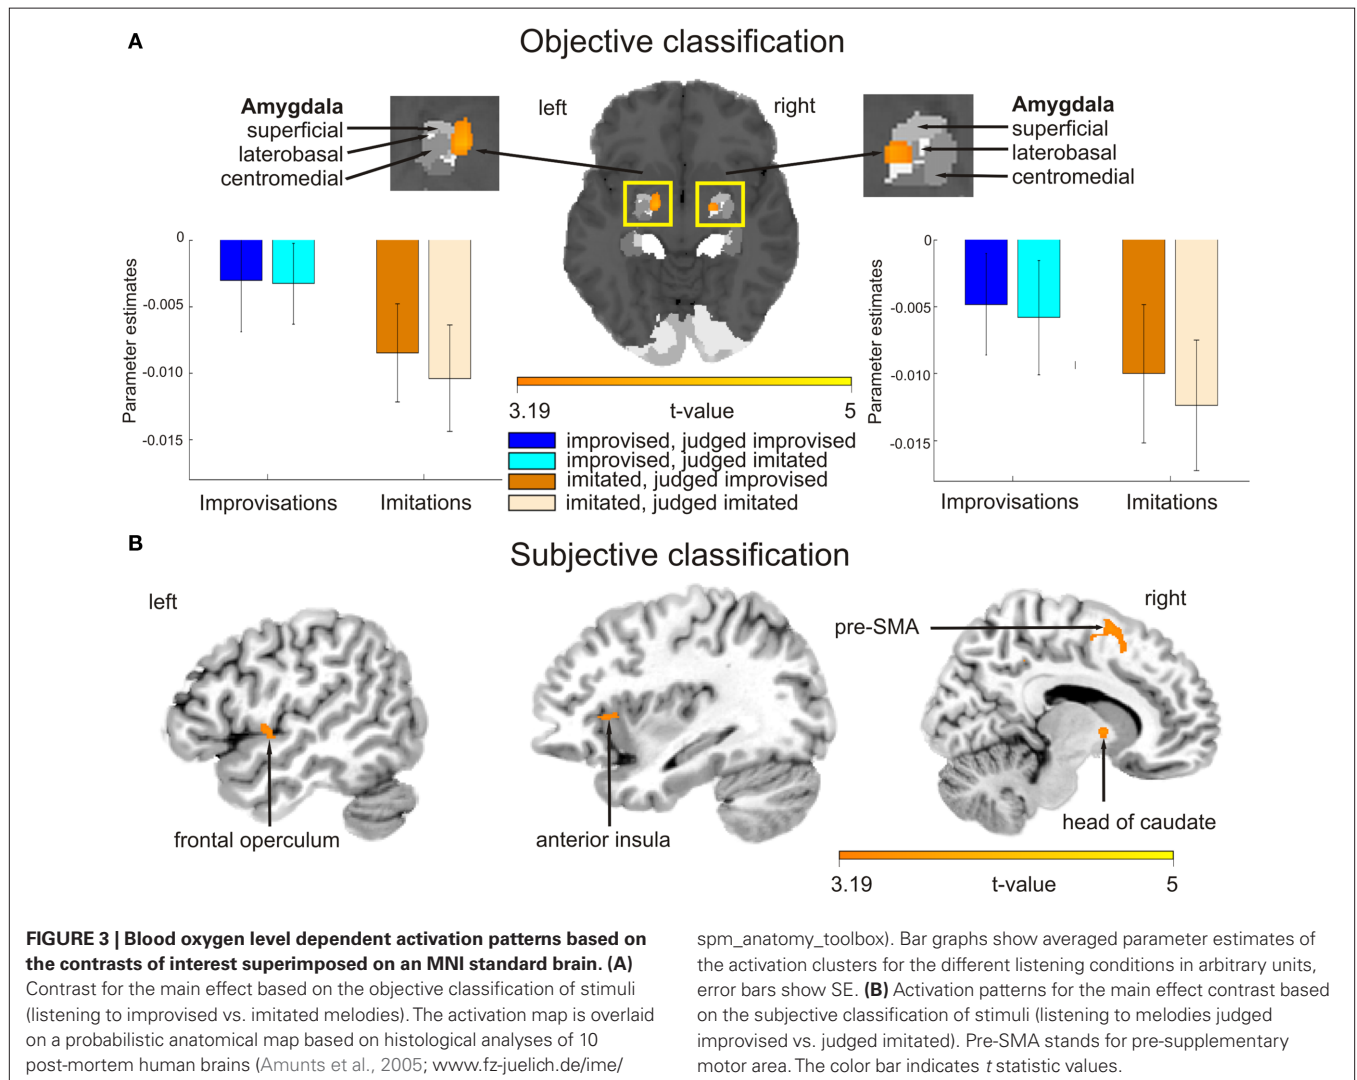 A
Objective classification
left
right
Amygdala
superficial
laterobasal
centromedial
Amygdala
superficial
laterobasal
centromedial
Parameter estimates
0
-0.005
-0.010
-0.015
Improvisations
Imitations
3.19
t-value
5
improvised, judged improvised
improvised, judged imitated
imitated, judged improvised
imitated, judged imitated
Parameter estimates
0
-0.005
-0.010
-0.015
Improvisations
Imitations
B
Subjective classification
left
right
pre-SMA
frontal operculum
anterior insula
head of caudate
3.19
t-value
5
FIGURE 3 | Blood oxygen level dependent activation patterns based on
the contrasts of interest superimposed on an MNI standard brain. (A)
Contrast for the main effect based on the objective classification of stimuli
(listening to improvised vs. imitated melodies). The activation map is overlaid
on a probabilistic anatomical map based on histological analyses of 10
post-mortem human brains (Amunts et al., 2005; www.fz-juelich.de/ime/
spm_anatomy_toolbox). Bar graphs show averaged parameter estimates of
the activation clusters for the different listening conditions in arbitrary units,
error bars show SE. (B) Activation patterns for the main effect contrast based
on the subjective classification of stimuli (listening to melodies judged
improvised vs. judged imitated). Pre-SMA stands for pre-supplementary
motor area. The color bar indicates t statistic values.